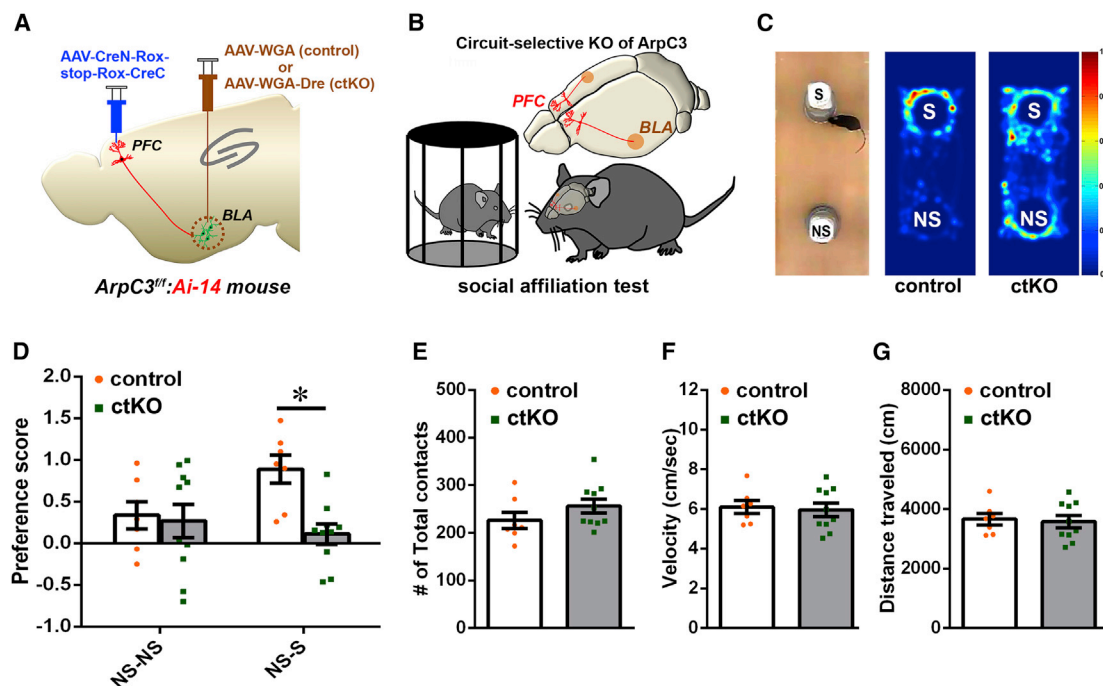 A
AAV-CreN-Rox-
stop-Rox-CreC
AAV-WGA (control)
or
AAV-WGA-Dre (ctKO)
PFC
BLA
ArpC3f/f:Ai-14 mouse
B
Circuit-selective KO of ArpC3
PFC
BLA
social affiliation test
C
S
NS
S
NS
control
S
NS
ctKO
D
control
ctKO
*
Preference score
2.0
1.5
1.0
0.5
0.0
-0.5
-1.0
NS-NS
NS-S
E
control
ctKO
# of Total contacts
500
400
300
200
100
0
F
control
ctKO
Velocity (cm/sec)
12
10
8
6
4
2
0
G
control
ctKO
Distance traveled (cm)
8000
6000
4000
2000
0